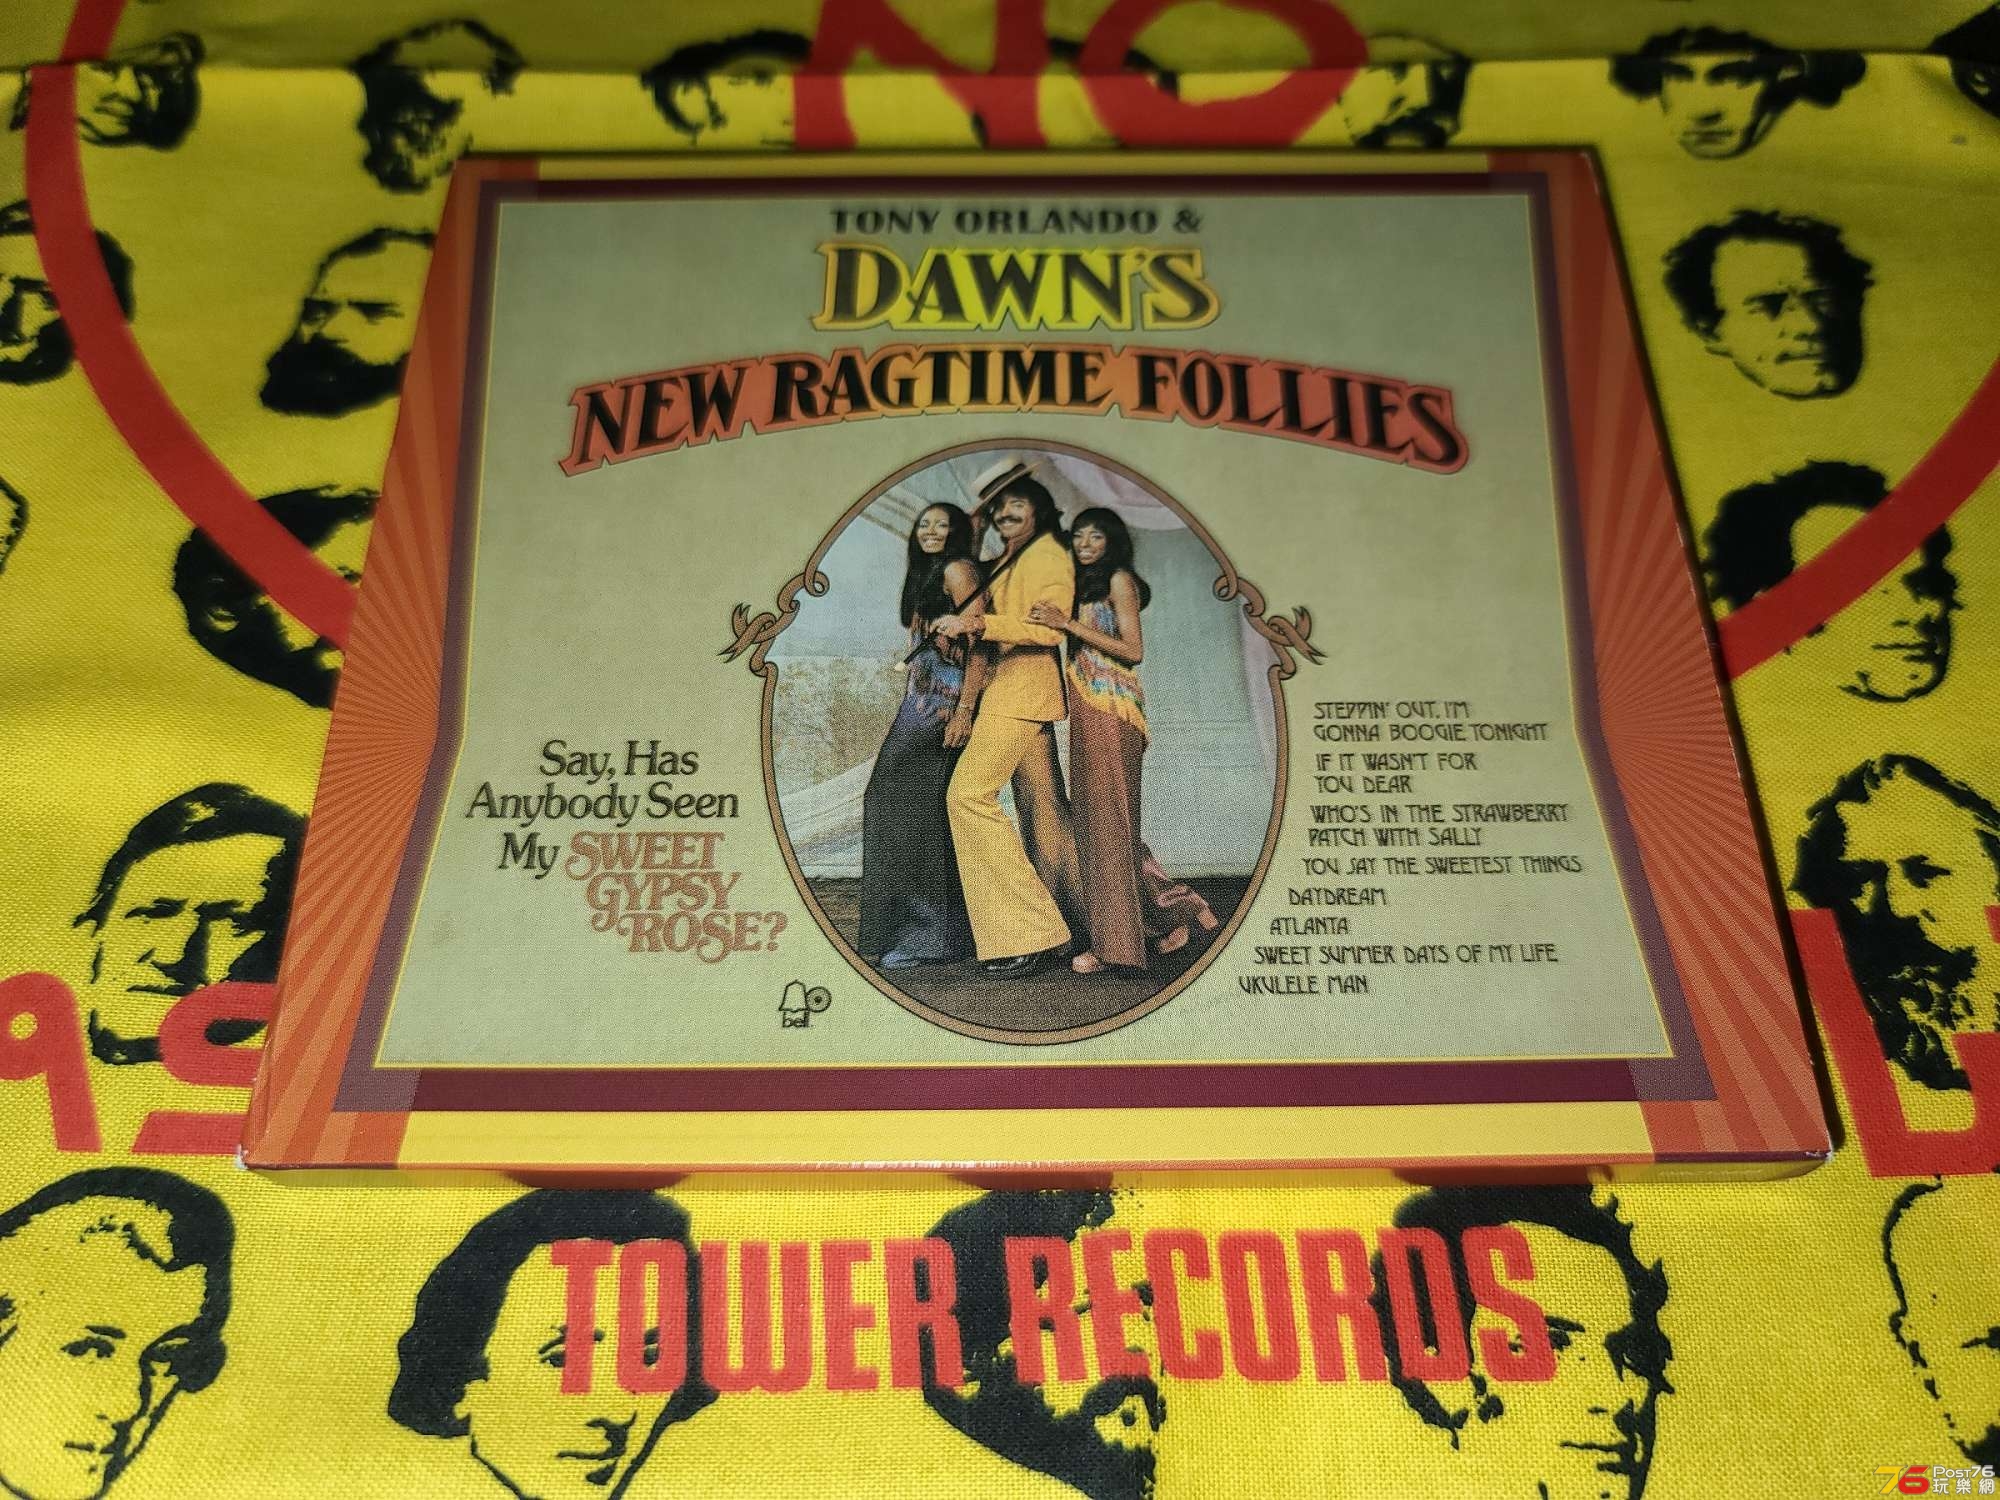 NO
TONY ORLANDO &
DAWN'S
NEW RAGTIME FOLLIES
Say, Has
Anybody Seen
My SWEET
GYPSY
ROSE?
bell
STEPPIN' OUT, I'M
GONNA BOOGIE TONIGHT
IF IT WASN'T FOR
YOU DEAR
WHO'S IN THE STRAWBERRY
PATCH WITH SALLY
YOU SAY THE SWEETEST THINGS
DAYDREAM
ATLANTA
SWEET SUMMER DAYS OF MY LIFE
UKULELE MAN
TOWER RECORDS
76 POST76
玩樂網